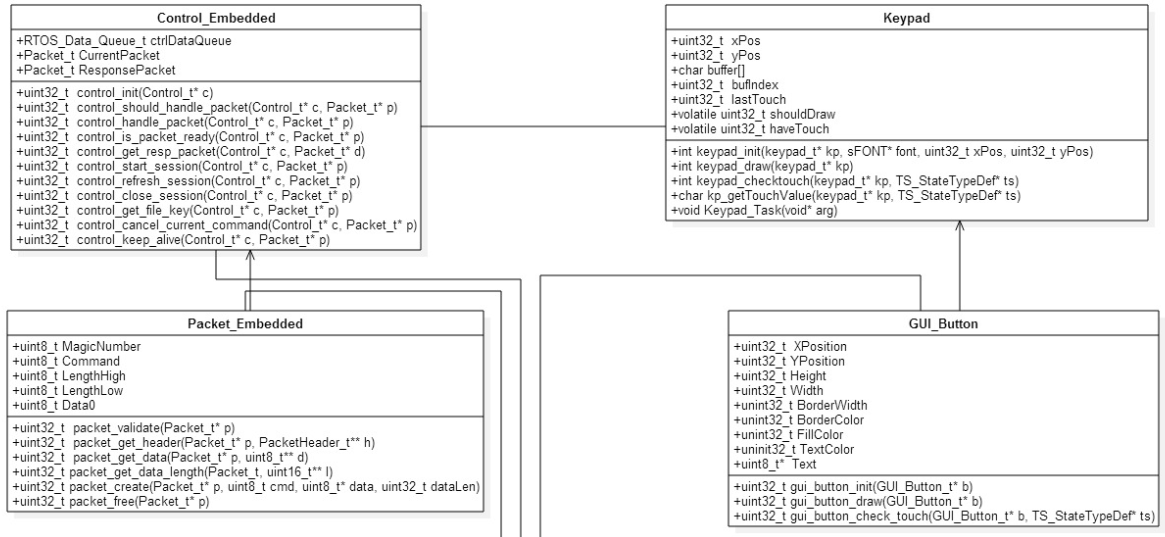 Control_Embedded
+RTOS_Data_Queue_t ctrlDataQueue
+Packet_t CurrentPacket
+Packet_t ResponsePacket
+uint32_t control_init(Control_t* c)
+uint32_t control_should_handle_packet(Control_t* c, Packet_t* p)
+uint32_t control_handle_packet(Control_t* c, Packet_t* p)
+uint32_t control_is_packet_ready(Control_t* c, Packet_t* p)
+uint32_t control_get_resp_packet(Control_t* c, Packet_t* d)
+uint32_t control_start_session(Control_t* c, Packet_t* p)
+uint32_t control_refresh_session(Control_t* c, Packet_t* p)
+uint32_t control_close_session(Control_t* c, Packet_t* p)
+uint32_t control_get_file_key(Control_t* c, Packet_t* p)
+uint32_t control_cancel_current_command(Control_t* c, Packet_t* p)
+uint32_t control_keep_alive(Control_t* c, Packet_t* p)
Keypad
+uint32_t xPos
+uint32_t yPos
+char buffer[]
+uint32_t bufIndex
+uint32_t lastTouch
+volatile uint32_t shouldDraw
+volatile uint32_t haveTouch
+int keypad_init(keypad_t* kp, sFONT* font, uint32_t xPos, uint32_t yPos)
+int keypad_draw(keypad_t* kp)
+int keypad_checktouch(keypad_t* kp, TS_StateTypeDef* ts)
+char kp_getTouchValue(keypad_t* kp, TS_StateTypeDef* ts)
+void Keypad_Task(void* arg)
Packet_Embedded
+uint8_t MagicNumber
+uint8_t Command
+uint8_t LengthHigh
+uint8_t LengthLow
+uint8_t Data0
+uint32_t packet_validate(Packet_t* p)
+uint32_t packet_get_header(Packet_t* p, PacketHeader_t** h)
+uint32_t packet_get_data(Packet_t* p, uint8_t** d)
+uint32_t packet_get_data_length(Packet_t, uint16_t** l)
+uint32_t packet_create(Packet_t* p, uint8_t cmd, uint8_t* data, uint32_t dataLen)
+uint32_t packet_free(Packet_t* p)
GUI_Button
+uint32_t XPosition
+uint32_t YPosition
+uint32_t Height
+uint32_t Width
+unint32_t BorderWidth
+unint32_t BorderColor
+unint32_t FillColor
+uninit32_t TextColor
+uint8_t* Text
+uint32_t gui_button_init(GUI_Button_t* b)
+uint32_t gui_button_draw(GUI_Button_t* b)
+uint32_t gui_button_check_touch(GUI_Button_t* b, TS_StateTypeDef* ts)